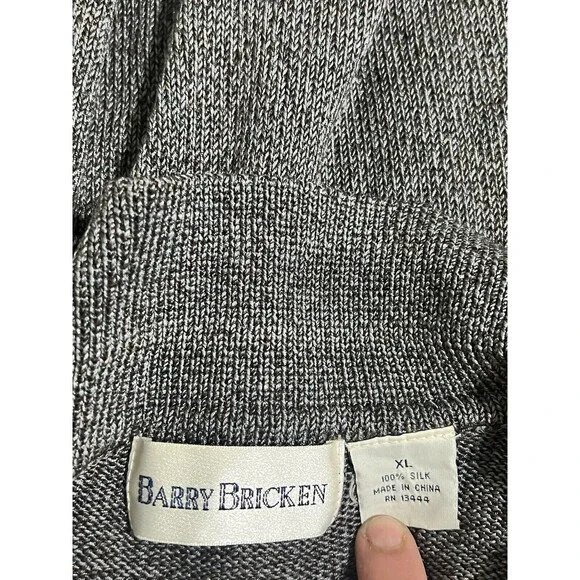 BARRY BRICKEN
XL
100% SILK
MADE IN CHINA
RN 13444